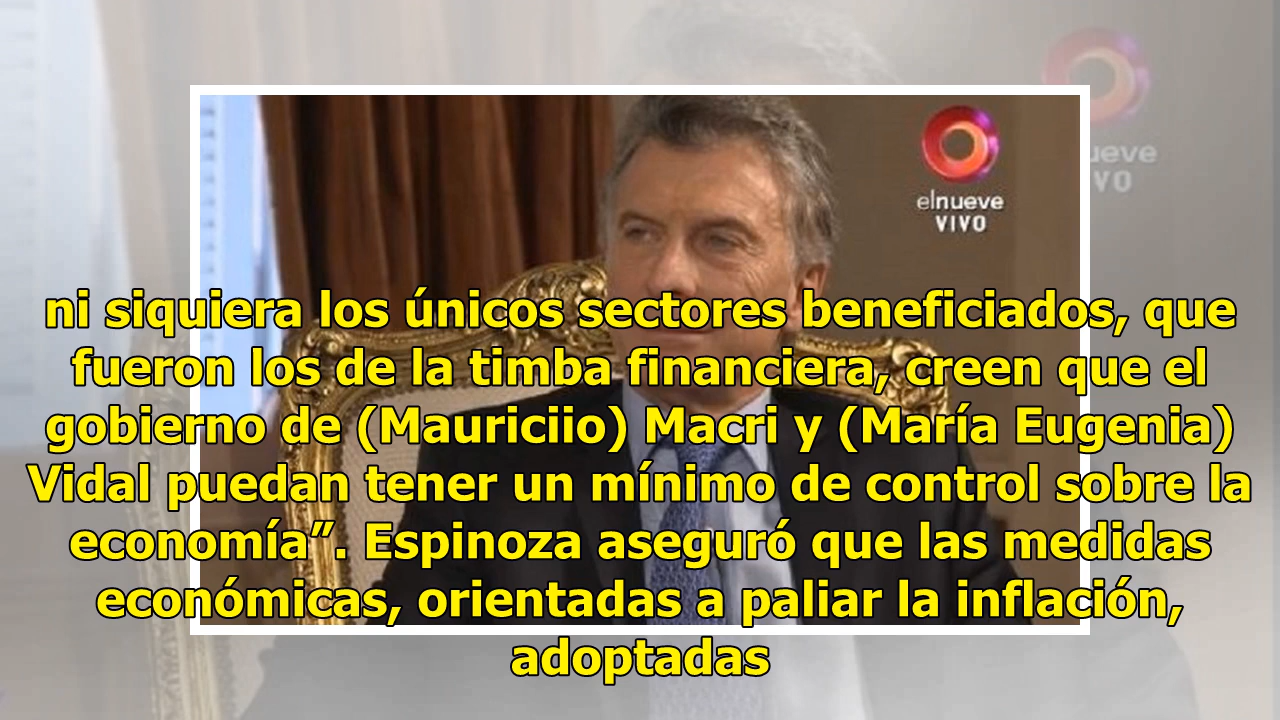 elnueve
VIVO
ueve
VO
ni siquiera los únicos sectores beneficiados, que
fueron los de la timba financiera, creen que el
gobierno de (Mauriciio) Macri y (María Eugenia)
Vidal puedan tener un mínimo de control sobre la
economía”. Espinoza aseguró que las medidas
económicas, orientadas a paliar la inflación,
adoptadas